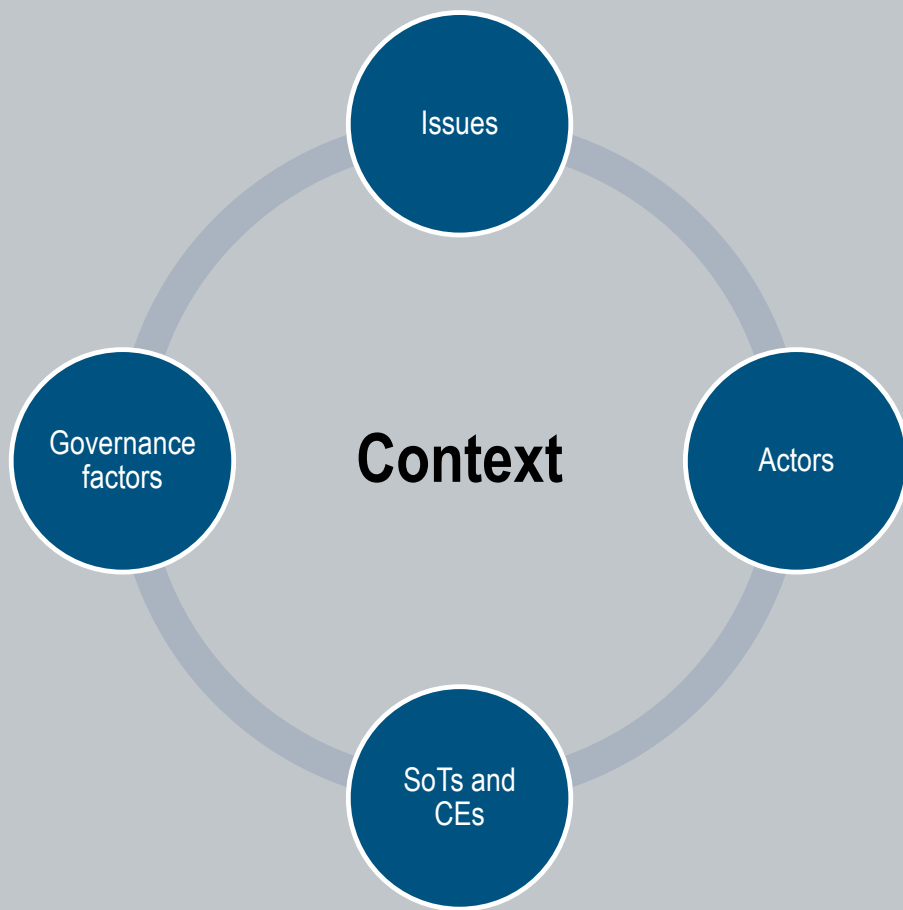 Issues
Governance
factors
Context
Actors
SoTs and
CEs